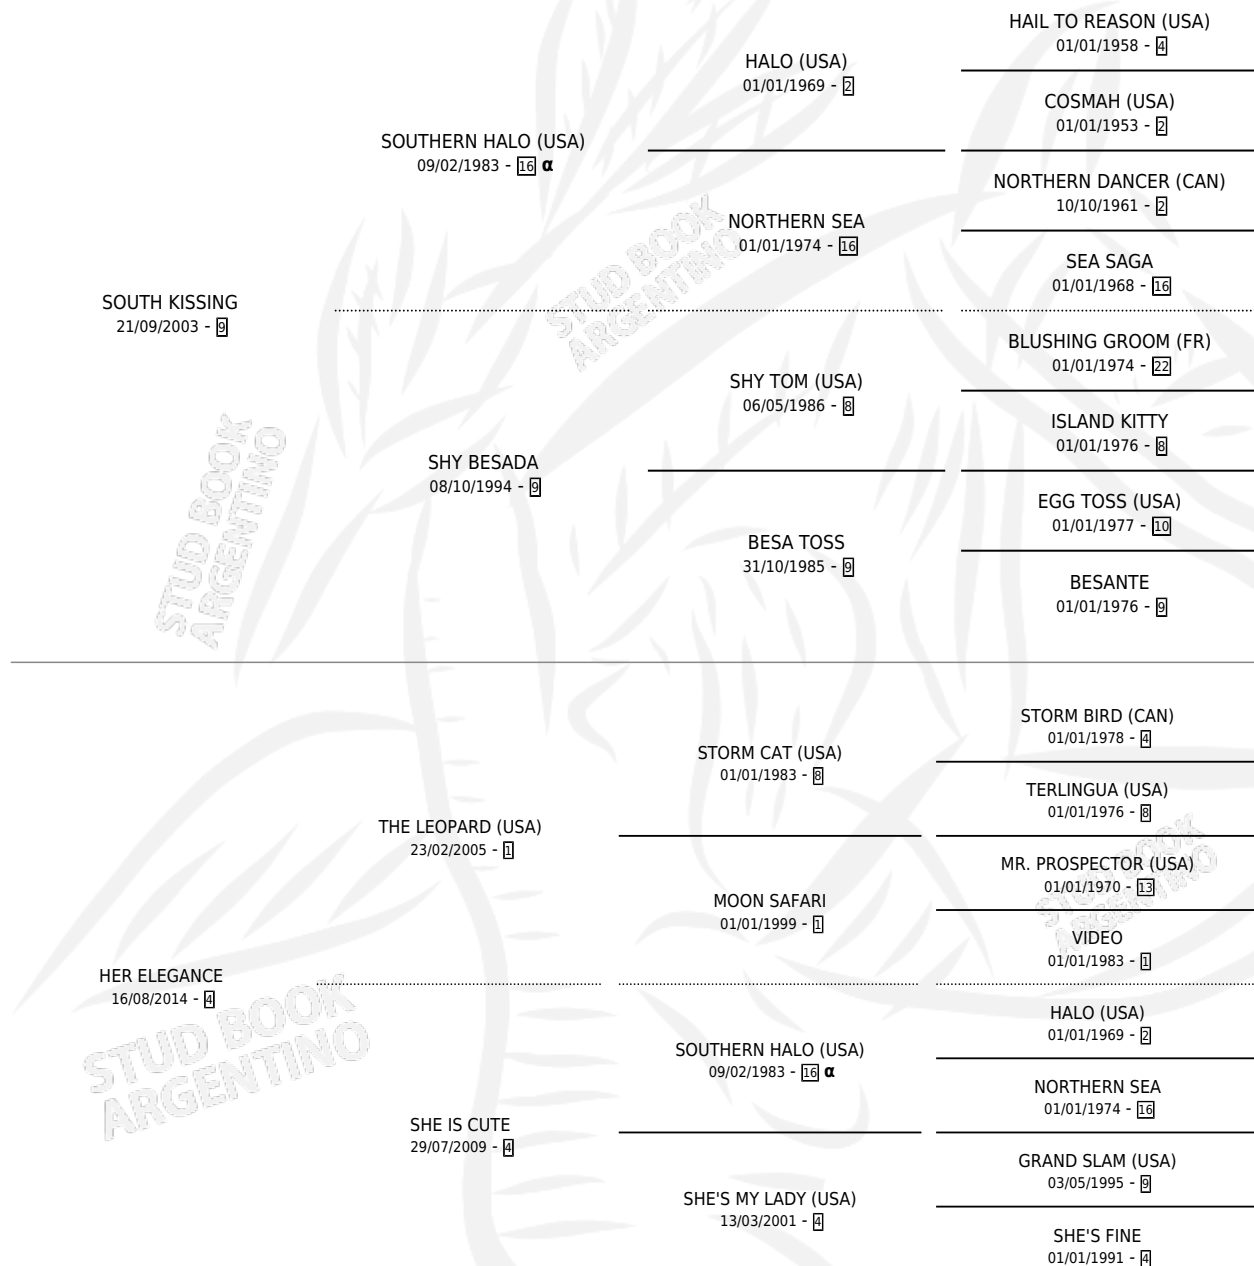 HAIL TO REASON (USA)
01/01/1958 - 4
HALO (USA)
01/01/1969 - 2
COSMAH (USA)
01/01/1953 - 2
SOUTHERN HALO (USA)
09/02/1983 - 16 α
NORTHERN DANCER (CAN)
10/10/1961 - 2
NORTHERN SEA
01/01/1974 - 16
SEA SAGA
01/01/1968 - 16
SOUTH KISSING
21/09/2003 - 9
BLUSHING GROOM (FR)
01/01/1974 - 22
SHY TOM (USA)
06/05/1986 - 8
ISLAND KITTY
01/01/1976 - 8
SHY BESADA
08/10/1994 - 9
EGG TOSS (USA)
01/01/1977 - 10
BESA TOSS
31/10/1985 - 9
BESANTE
01/01/1976 - 9
STORM BIRD (CAN)
01/01/1978 - 4
STORM CAT (USA)
01/01/1983 - 8
TERLINGUA (USA)
01/01/1976 - 8
THE LEOPARD (USA)
23/02/2005 - 1
MR. PROSPECTOR (USA)
01/01/1970 - 13
MOON SAFARI
01/01/1999 - 1
VIDEO
01/01/1983 - 1
HER ELEGANCE
16/08/2014 - 4
HALO (USA)
01/01/1969 - 2
SOUTHERN HALO (USA)
09/02/1983 - 16 α
NORTHERN SEA
01/01/1974 - 16
SHE IS CUTE
29/07/2009 - 4
GRAND SLAM (USA)
03/05/1995 - 9
SHE'S MY LADY (USA)
13/03/2001 - 4
SHE'S FINE
01/01/1991 - 4
STUD BOOK
ARGENTINO
STUD BOOK
ARGENTINO
STUD BOOK
ARGENTINO
STUD BOOK
ARGENTINO